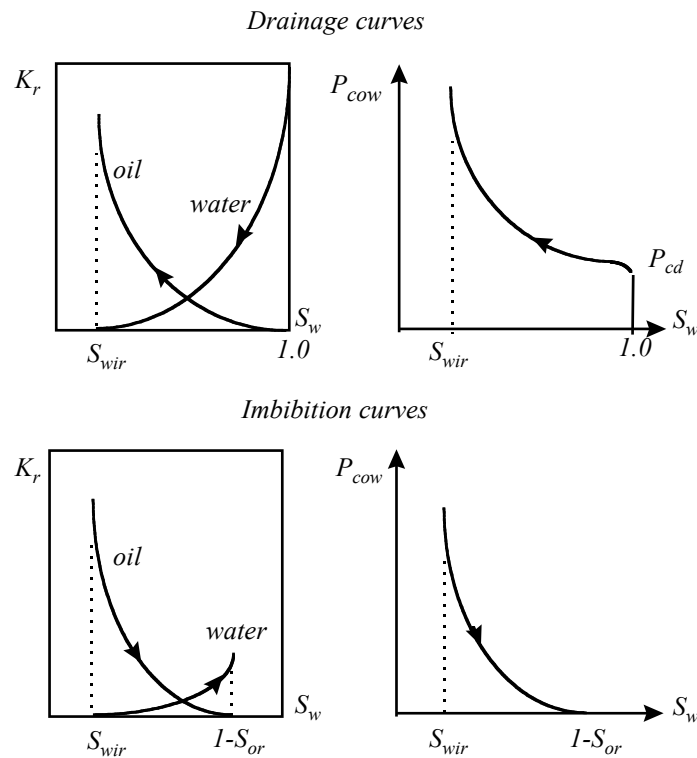 Drainage curves
K_r
oil
water
S_w
S_wir
1.0
P_cow
P_cd
S_w
S_wir
1.0
Imbibition curves
K_r
oil
water
S_w
S_wir
1-S_or
P_cow
S_w
S_wir
1-S_or